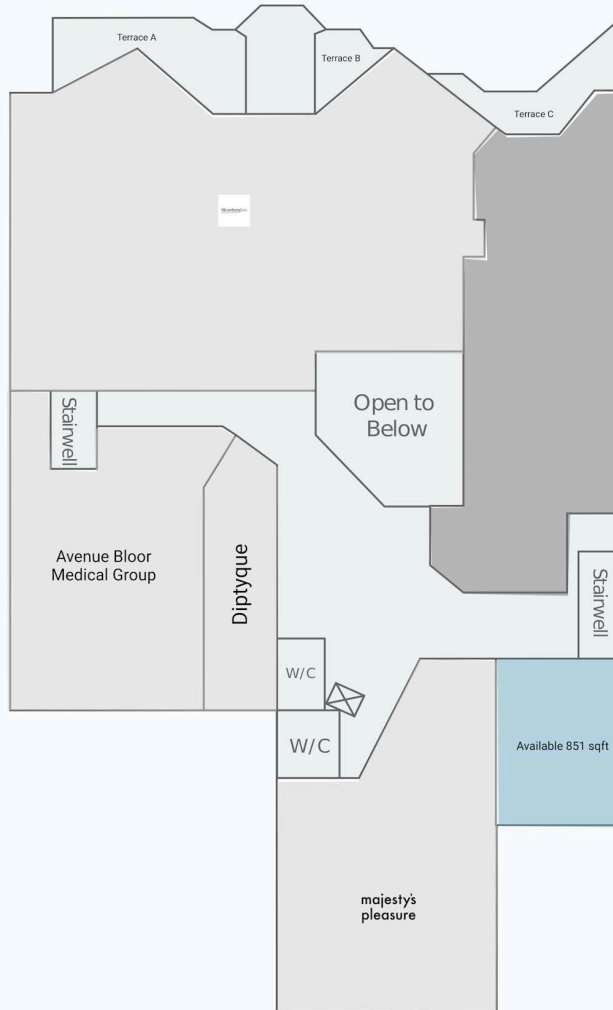 Terrace A
Terrace B
Terrace C
Stairwell
Open to
Below
Avenue Bloor
Medical Group
Diptyque
Stairwell
W/C
W/C
Available 851 sqft
majesty's
pleasure